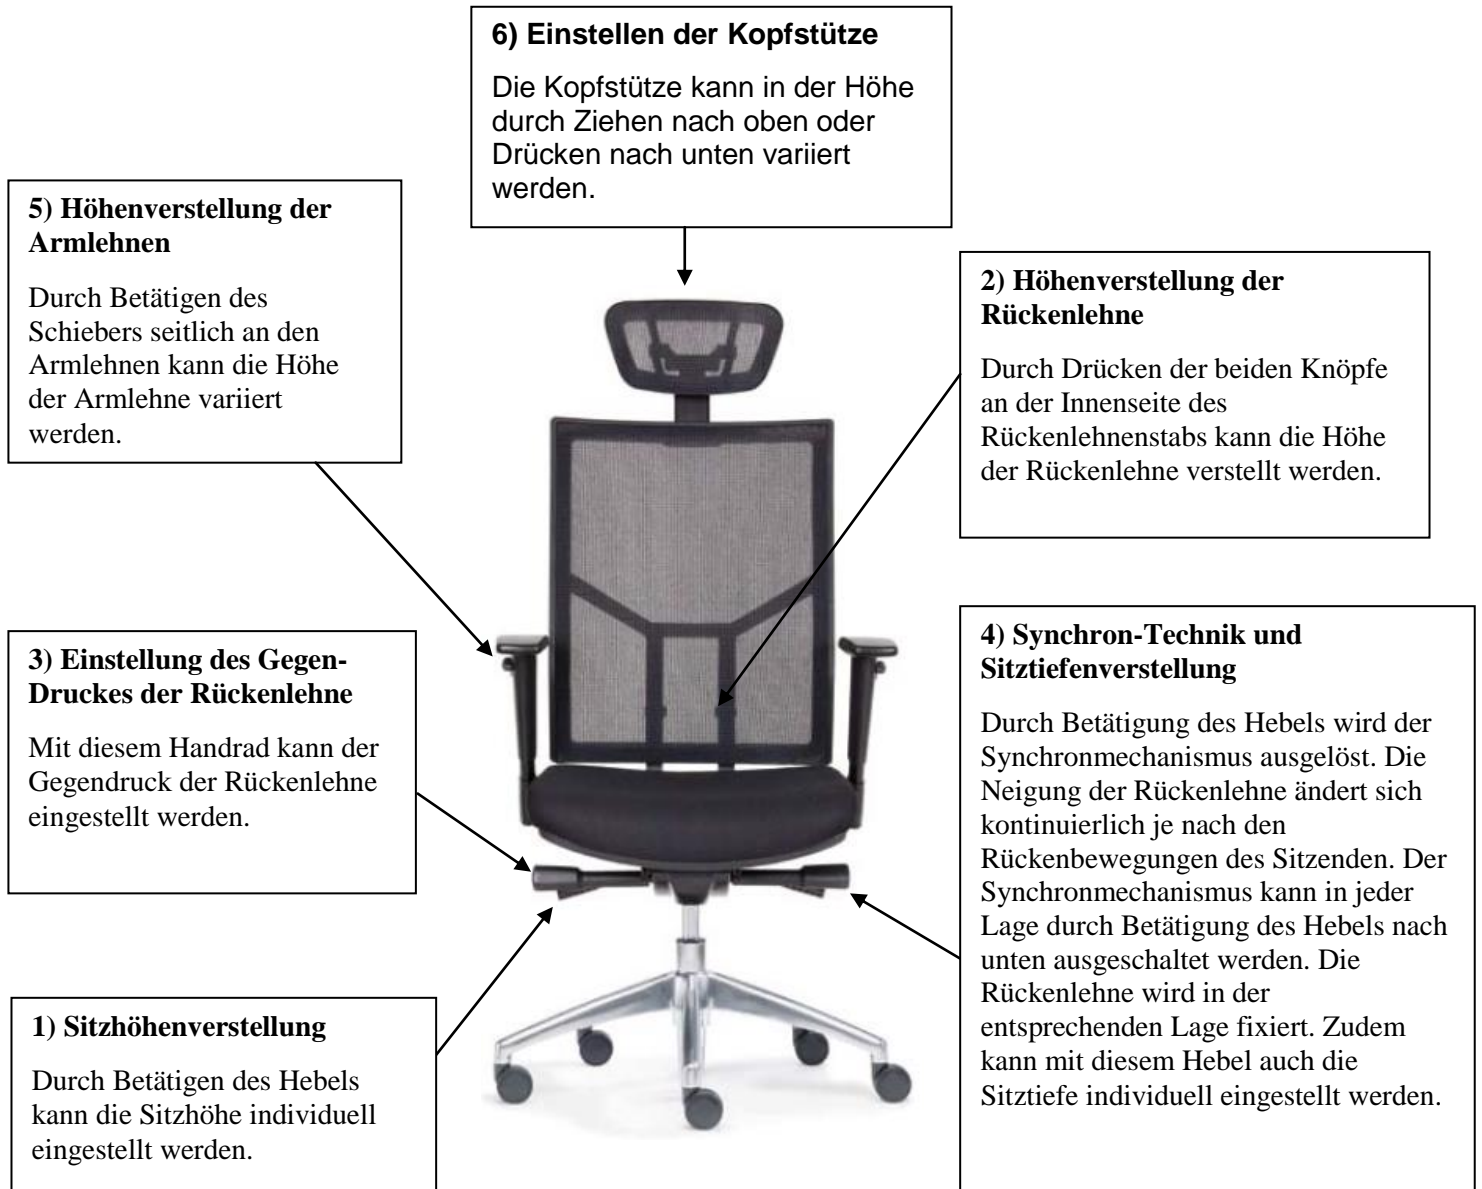 6) Einstellen der Kopfstütze
Die Kopfstütze kann in der Höhe
durch Ziehen nach oben oder
Drücken nach unten variiert
werden.
5) Höhenverstellung der
Armlehnen
Durch Betätigen des
Schiebers seitlich an den
Armlehnen kann die Höhe
der Armlehne variiert
werden.
2) Höhenverstellung der
Rückenlehne
Durch Drücken der beiden Knöpfe
an der Innenseite des
Rückenlehnenstabs kann die Höhe
der Rückenlehne verstellt werden.
3) Einstellung des Gegen-
Druckes der Rückenlehne
Mit diesem Handrad kann der
Gegendruck der Rückenlehne
eingestellt werden.
4) Synchron-Technik und
Sitztiefenverstellung
Durch Betätigung des Hebels wird der
Synchronmechanismus ausgelöst. Die
Neigung der Rückenlehne ändert sich
kontinuierlich je nach den
Rückenbewegungen des Sitzenden. Der
Synchronmechanismus kann in jeder
Lage durch Betätigung des Hebels nach
unten ausgeschaltet werden. Die
Rückenlehne wird in der
entsprechenden Lage fixiert. Zudem
kann mit diesem Hebel auch die
Sitztiefe individuell eingestellt werden.
1) Sitzhöhenverstellung
Durch Betätigen des Hebels
kann die Sitzhöhe individuell
eingestellt werden.